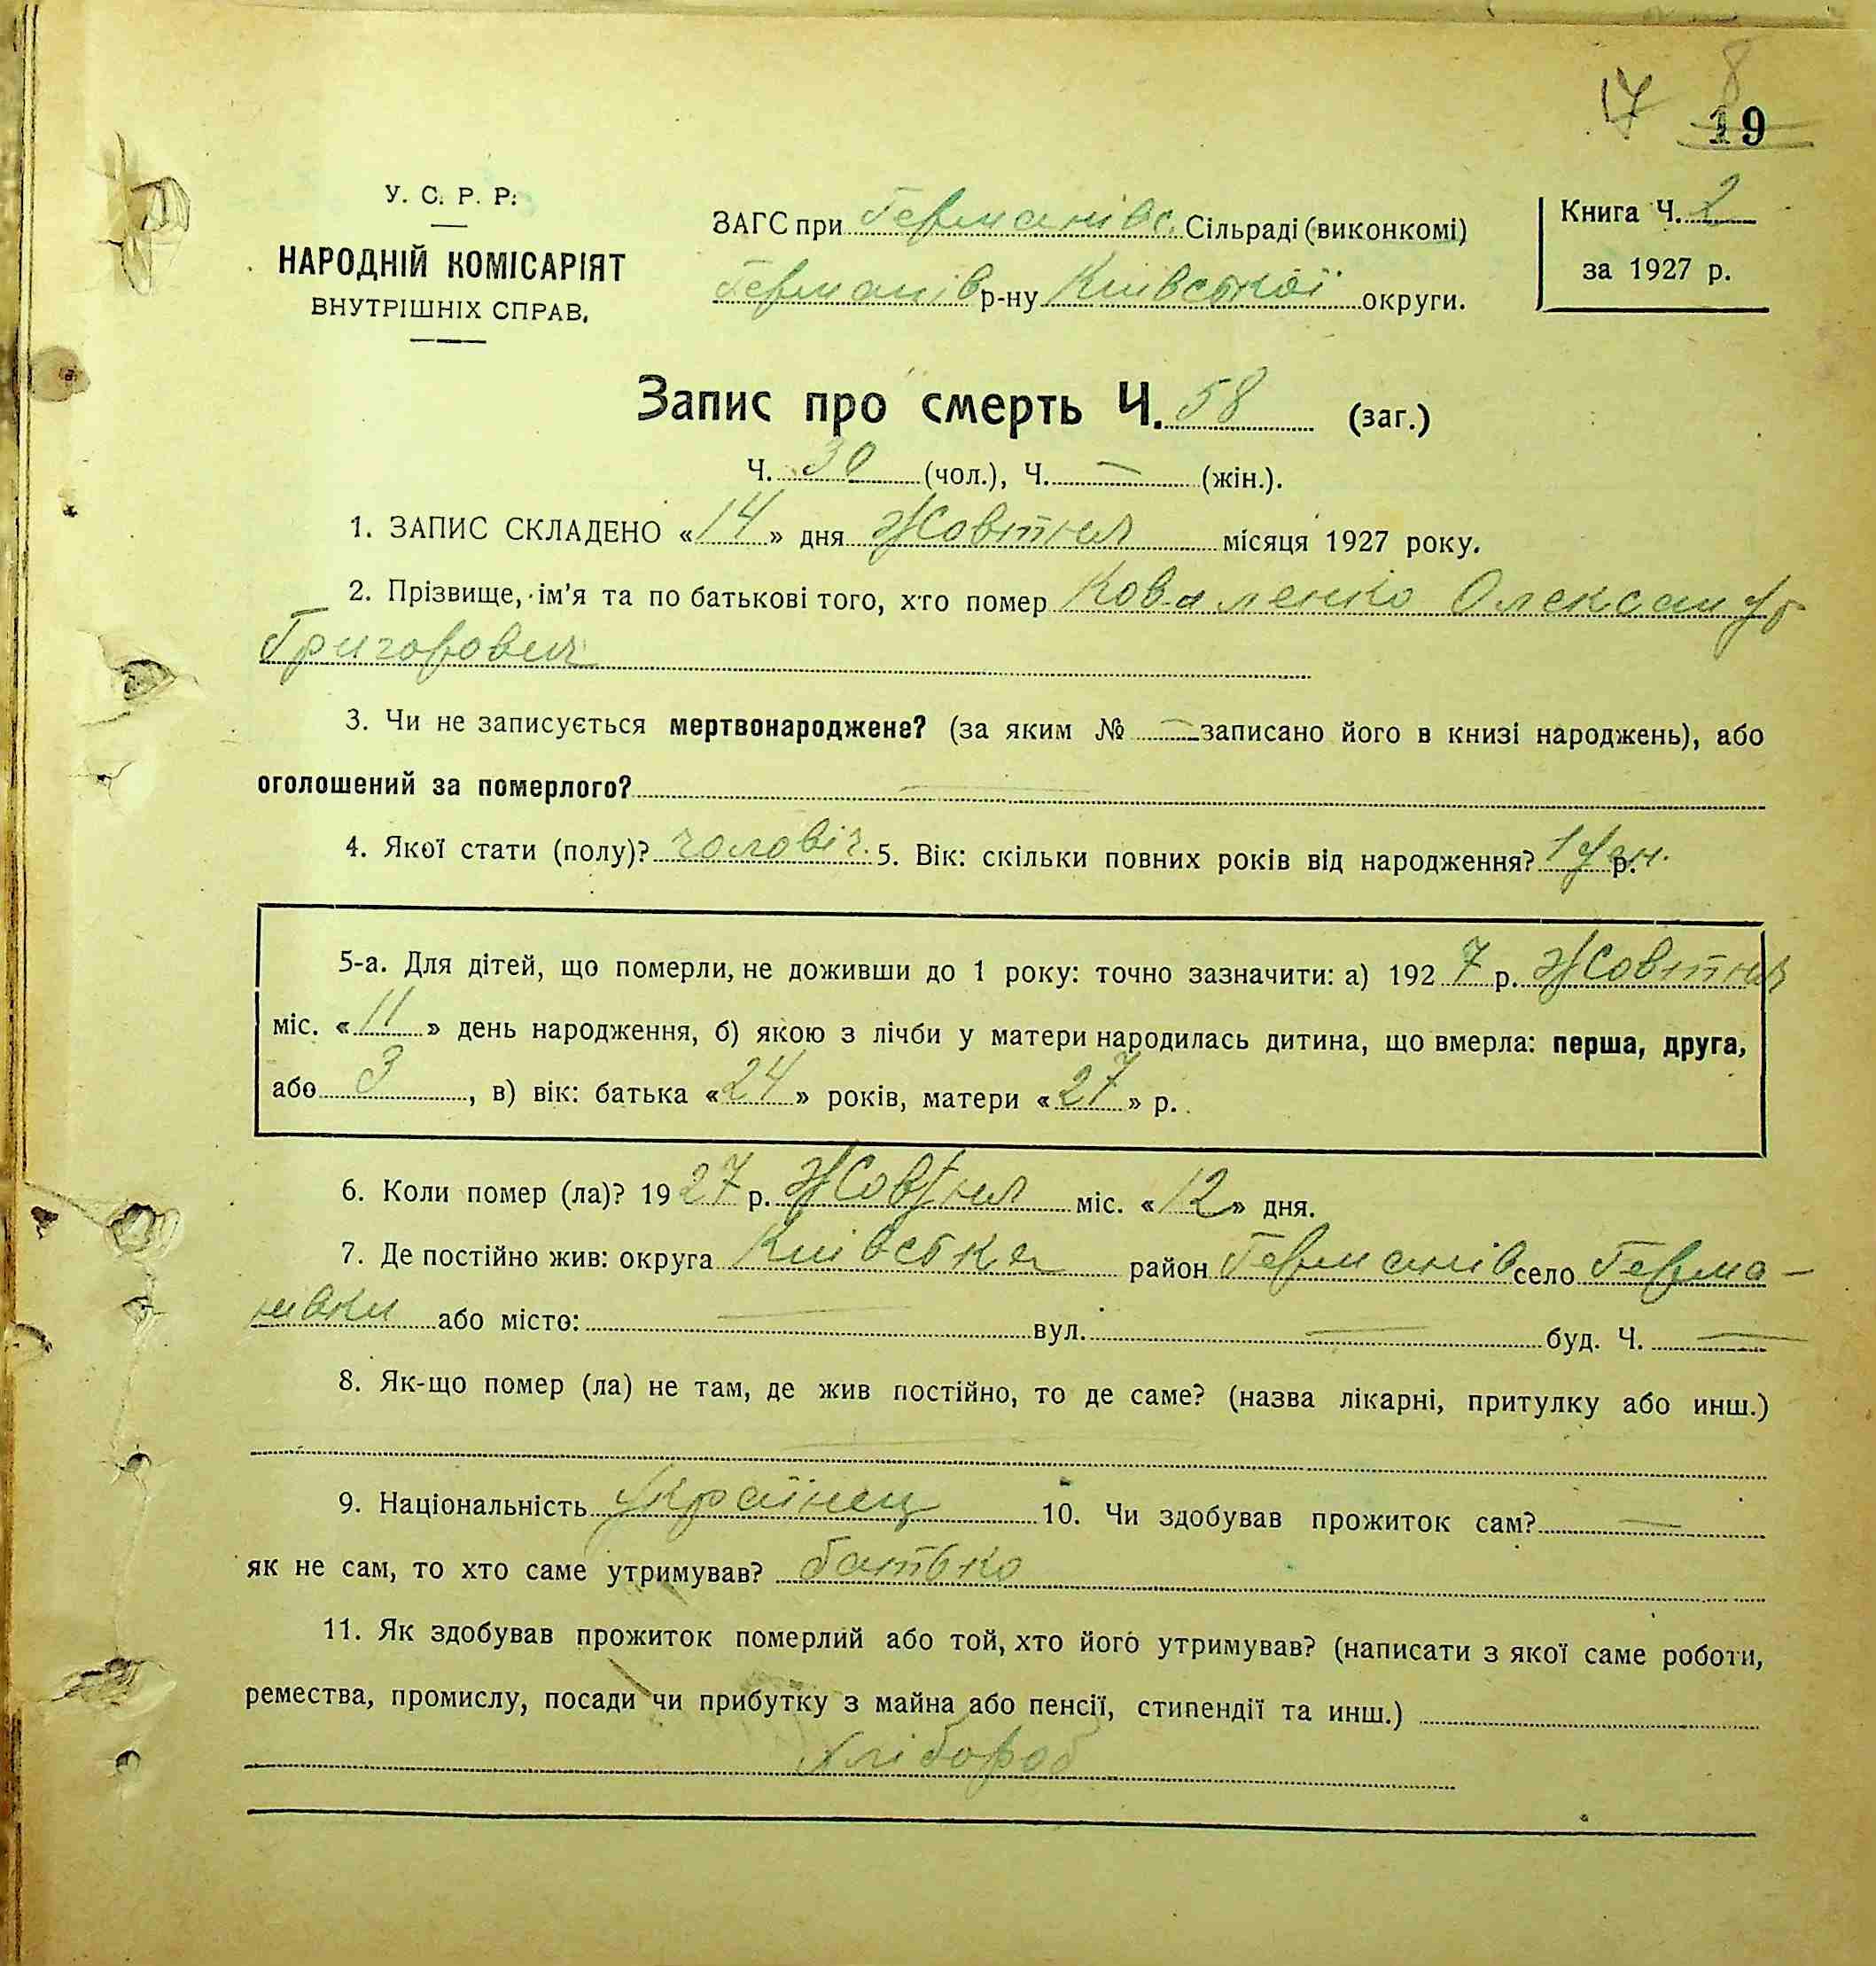 17 8
19
У. С. Р. Р.
НАРОДНІЙ КОМІСАРІЯТ
ВНУТРІШНІХ СПРАВ.
ЗАГС при Германівс. Сільраді (виконкомі)
Германів р-ну Київської округи.
Книга Ч. 2
за 1927 р.
Запис про смерть Ч. 58 (заг.)
Ч. 30 (чол.), Ч. — (жін.).
1. ЗАПИС СКЛАДЕНО «14» дня Жовтня місяця 1927 року.
2. Прізвище, ім'я та по батькові того, хто помер Коваленко Олександр
Григорович
3. Чи не записується мертвонароджене? (за яким № — записано його в книзі народжень), або
оголошений за померлого? —
4. Якої стати (полу)? чоловіч. 5. Вік: скільки повних років від народження? 1 дн. р.
5-а. Для дітей, що померли, не доживши до 1 року: точно зазначити: а) 1927 р. Жовтня
міс. «11» день народження, б) якою з лічби у матери народилась дитина, що вмерла: перша, друга,
або 3, в) вік: батька «24» років, матери «27» р.
6. Коли помер (ла)? 1927 р. Жовтня міс. «12» дня.
7. Де постійно жив: округа Київська район Германів село Герма-
нівки або місто: — вул. — буд. Ч. —
8. Як-що помер (ла) не там, де жив постійно, то де саме? (назва лікарні, притулку або инш.)
—
9. Національність Українец 10. Чи здобував прожиток сам? —
як не сам, то хто саме утримував? батько
11. Як здобував прожиток померлий або той, хто його утримував? (написати з якої саме роботи,
ремества, промислу, посади чи прибутку з майна або пенсії, стипендії та инш.)
хлібороб